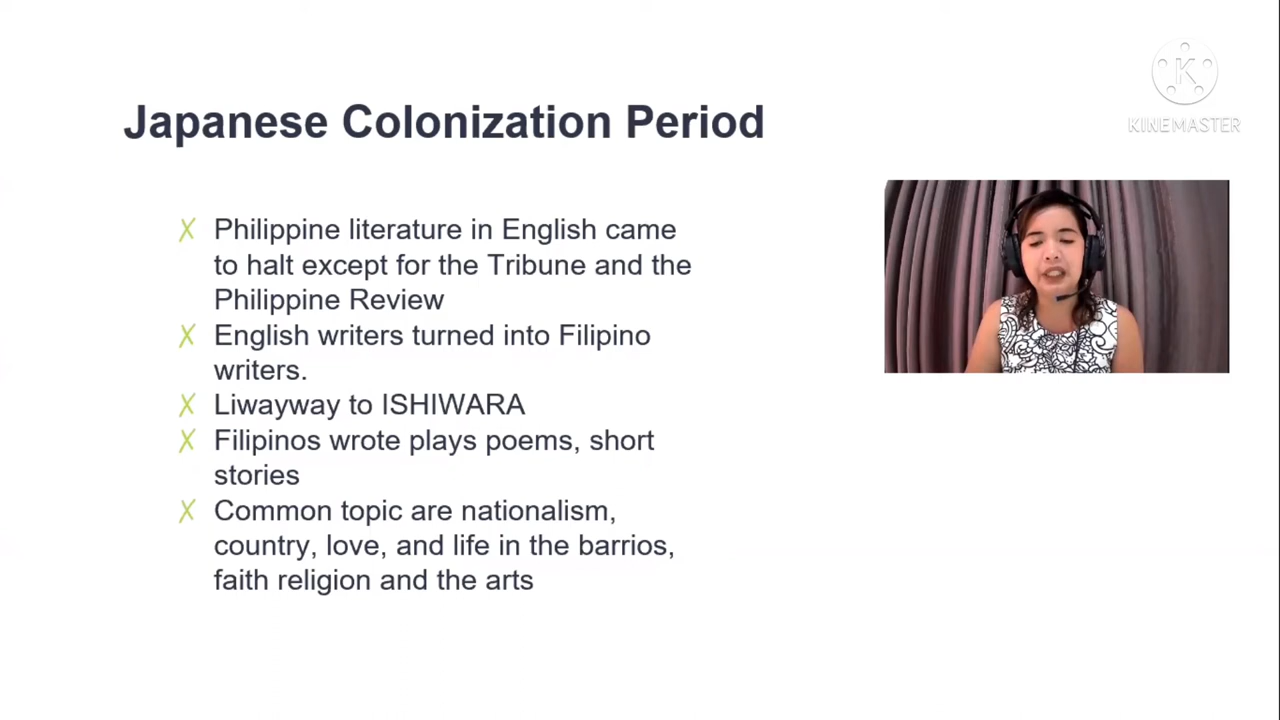 Japanese Colonization Period
K
KINEMASTER
Philippine literature in English came
to halt except for the Tribune and the
Philippine Review
English writers turned into Filipino
writers.
Liwayway to ISHIWARA
Filipinos wrote plays poems, short
stories
Common topic are nationalism,
country, love, and life in the barrios,
faith religion and the arts